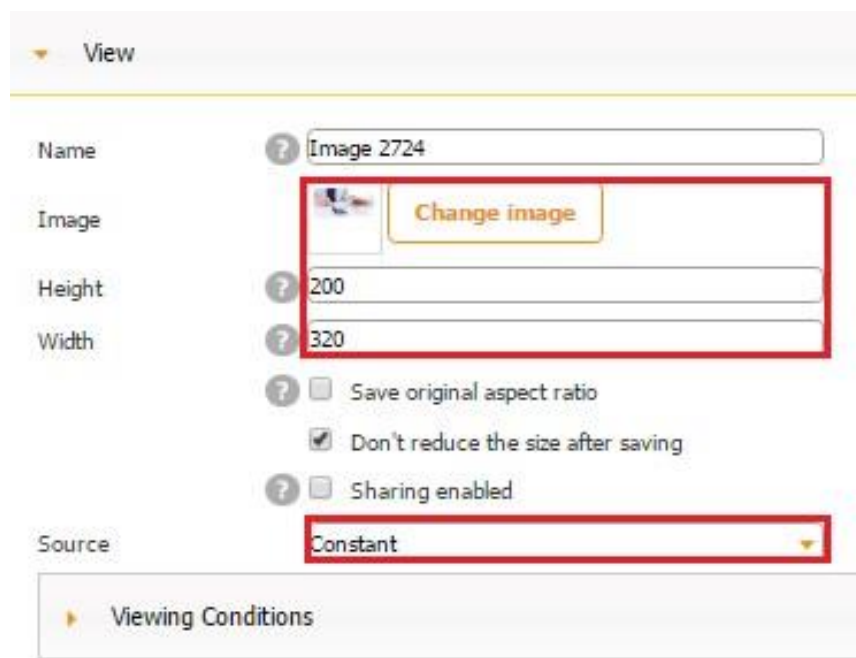 View
Name ? Image 2724
Image Change image
Height ? 200
Width ? 320
? Save original aspect ratio
Don't reduce the size after saving
? Sharing enabled
Source Constant
Viewing Conditions